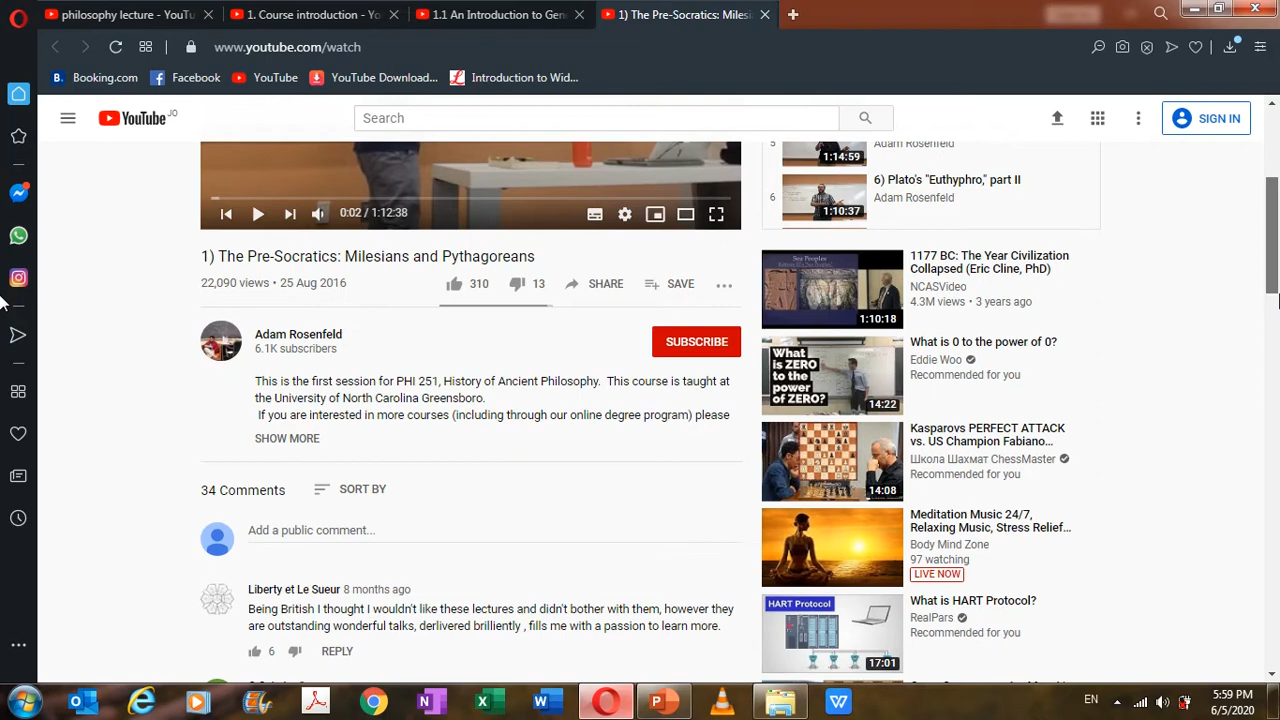 philosophy lecture - YouTu
1. Course introduction - Yo
1.1 An Introduction to Gen
1) The Pre-Socratics: Milesi
www.youtube.com/watch
Booking.com
Facebook
YouTube
YouTube Download...
Introduction to Wid...
YouTube JO
Search
SIGN IN
5
1:14:59
Adam Rosenfeld
6
1:10:37
6) Plato's "Euthyphro," part II
Adam Rosenfeld
0:02 / 1:12:38
1) The Pre-Socratics: Milesians and Pythagoreans
22,090 views • 25 Aug 2016
310
13
SHARE
SAVE
Adam Rosenfeld
6.1K subscribers
SUBSCRIBE
This is the first session for PHI 251, History of Ancient Philosophy. This course is taught at
the University of North Carolina Greensboro.
If you are interested in more courses (including through our online degree program) please
SHOW MORE
34 Comments
SORT BY
Add a public comment...
Liberty et Le Sueur 8 months ago
Being British I thought I wouldn't like these lectures and didn't bother with them, however they
are outstanding wonderful talks, derlivered brilliently , fills me with a passion to learn more.
6
REPLY
Sea Peoples
1:10:18
1177 BC: The Year Civilization
Collapsed (Eric Cline, PhD)
NCASVideo
4.3M views • 3 years ago
What
is ZERO
to the
power
of ZERO?
14:22
What is 0 to the power of 0?
Eddie Woo
Recommended for you
14:08
Kasparovs PERFECT ATTACK
vs. US Champion Fabiano...
Школа Шахмат ChessMaster
Recommended for you
Meditation Music 24/7,
Relaxing Music, Stress Relief...
Body Mind Zone
97 watching
LIVE NOW
HART Protocol
17:01
What is HART Protocol?
RealPars
Recommended for you
EN
5:59 PM
6/5/2020